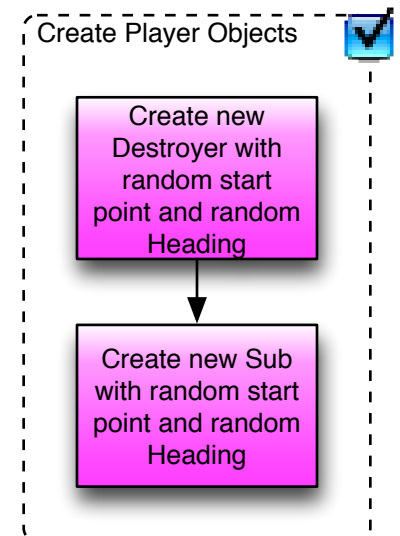 Create Player Objects
Create new
Destroyer with
random start
point and random
Heading
Create new Sub
with random start
point and random
Heading